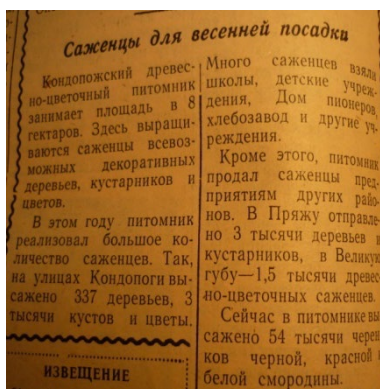 Саженцы для весенней посадки
Кондопожский древес-
но-цветочный питомник
занимает площадь в 8
гектаров. Здесь выращи-
ваются саженцы всевоз-
можных декоративных
деревьев, кустарников и
цветов.
В этом году питомник
реализовал большое ко-
личество саженцев. Так,
на улицах Кондопоги вы-
сажено 337 деревьев, 3
тысячи кустов и цветы.
Много саженцев взяла
школы, детские учреж-
дения, Дом пионеров,
хлебозавод и другие уч-
реждения.
Кроме этого, питомник
продал саженцы пред-
приятиям других райо-
нов. В Пряжу отправле-
но 3 тысячи деревьев и
кустарников, в Великую
губу—1,5 тысячи древес-
но-цветочных саженцев.
Сейчас в питомнике вы-
сажено 54 тысячи черен-
ков черной, красной и
белой смородины.
ИЗВЕЩЕНИЕ